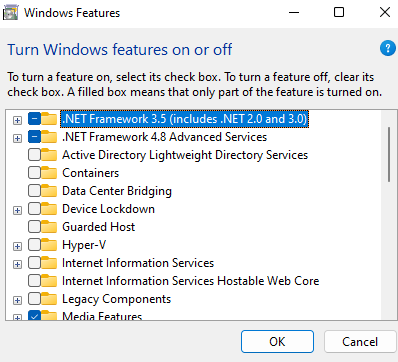 Windows Features
Turn Windows features on or off
To turn a feature on, select its check box. To turn a feature off, clear its
check box. A filled box means that only part of the feature is turned on.
.NET Framework 3.5 (includes .NET 2.0 and 3.0)
.NET Framework 4.8 Advanced Services
Active Directory Lightweight Directory Services
Containers
Data Center Bridging
Device Lockdown
Guarded Host
Hyper-V
Internet Information Services
Internet Information Services Hostable Web Core
Legacy Components
Media Features
OK Cancel